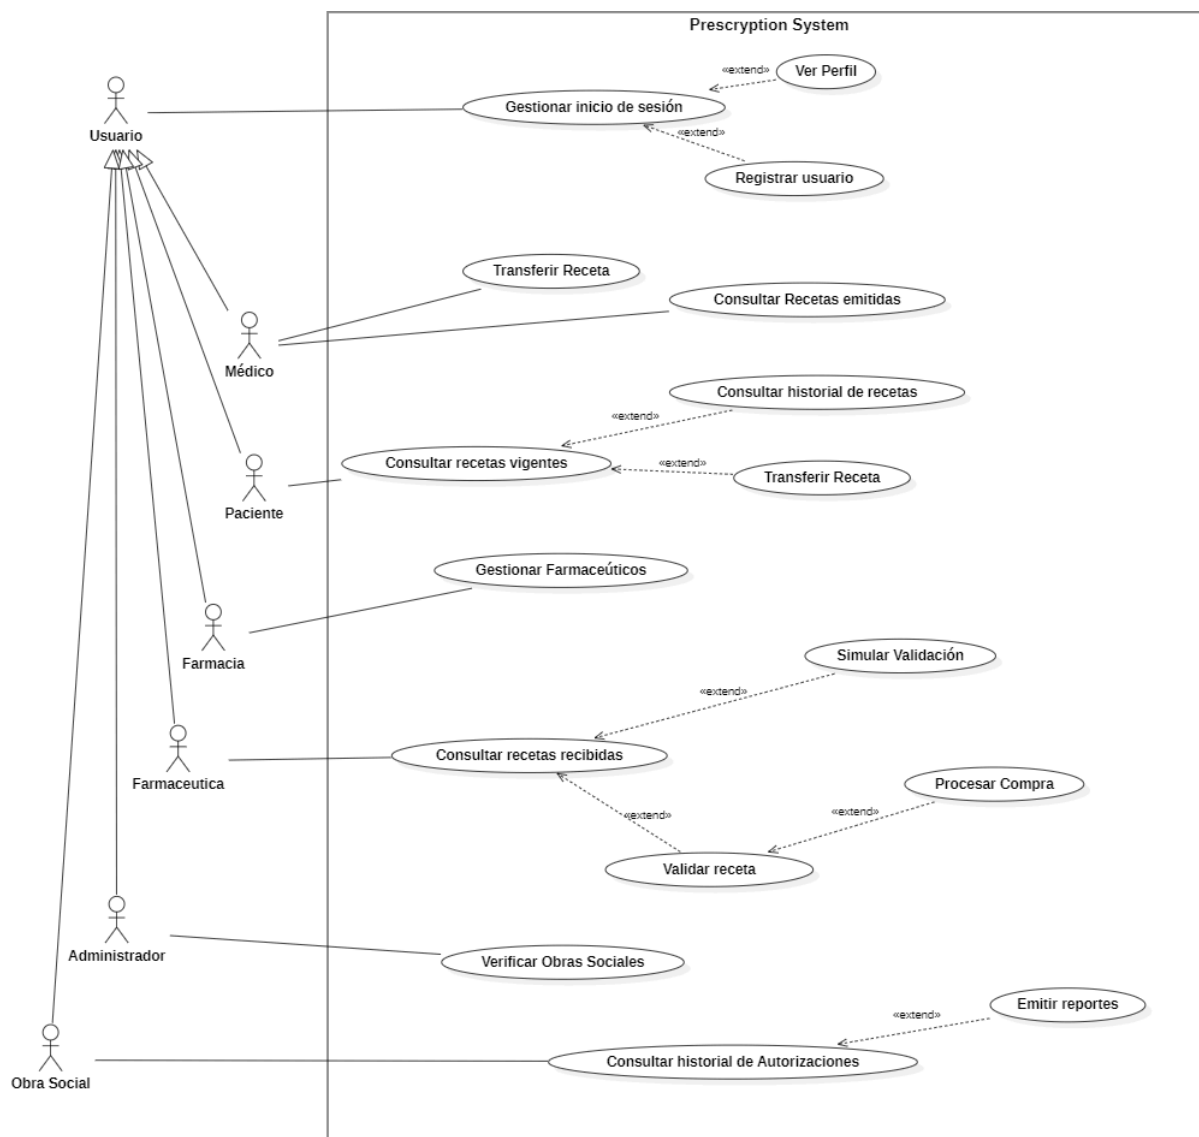 Prescryption System
Ver Perfil
«extend»
Gestionar inicio de sesión
«extend»
Usuario
Registrar usuario
Transferir Receta
Consultar Recetas emitidas
Médico
Consultar historial de recetas
«extend»
Consultar recetas vigentes
«extend»
Transferir Receta
Paciente
Gestionar Farmaceúticos
Farmacia
Simular Validación
«extend»
Consultar recetas recibidas
Farmaceutica
Procesar Compra
«extend»
«extend»
Validar receta
Administrador
Verificar Obras Sociales
Emitir reportes
«extend»
Consultar historial de Autorizaciones
Obra Social